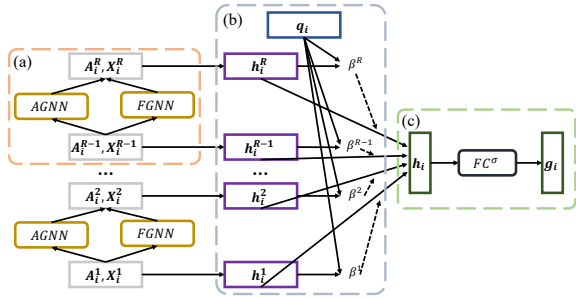 (a)
A_i^R, X_i^R
AGNN
FGNN
A_i^{R-1}, X_i^{R-1}
...
A_i^2, X_i^2
AGNN
FGNN
A_i^1, X_i^1
(b)
q_i
h_i^R
β^R
h_i^{R-1}
β^{R-1}
...
h_i^2
β^2
h_i^1
β^1
(c)
h_i
FC^σ
g_i